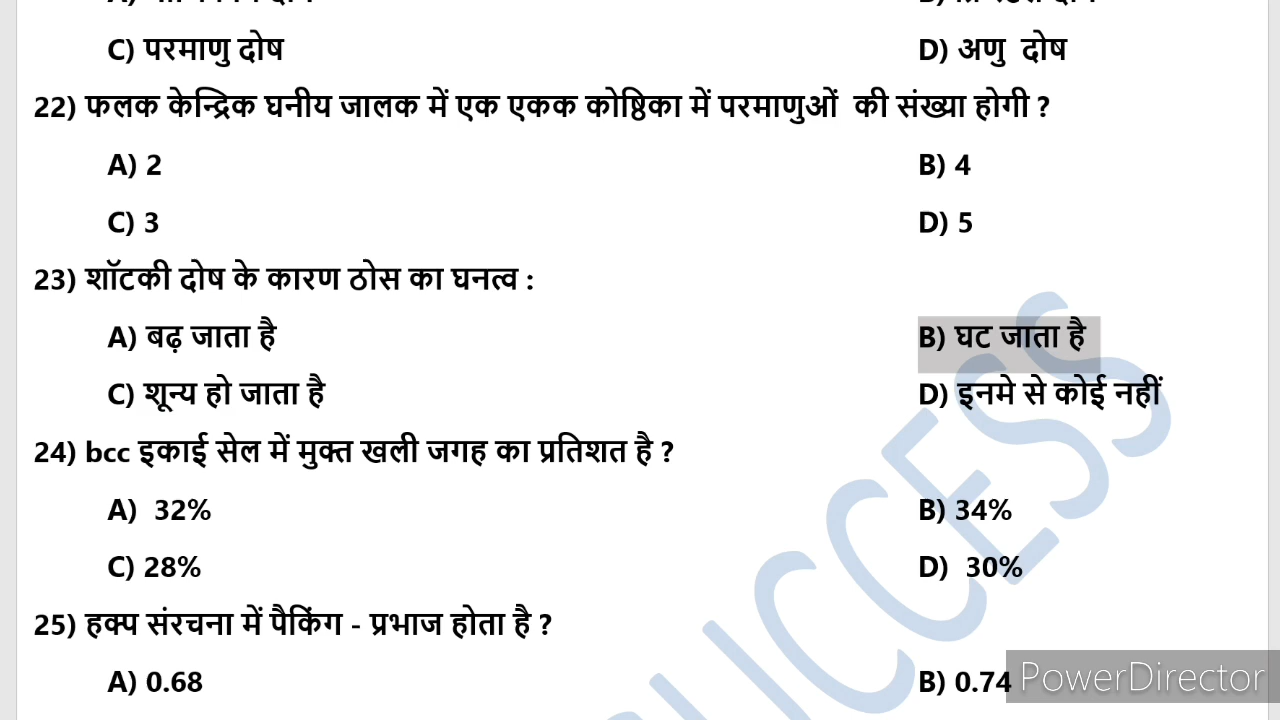 C) परमाणु दोष D) अणु दोष
22) फलक केन्द्रिक घनीय जालक में एक एकक कोष्ठिका में परमाणुओं की संख्या होगी ?
A) 2 B) 4
C) 3 D) 5
23) शॉटकी दोष के कारण ठोस का घनत्व :
A) बढ़ जाता है B) घट जाता है
C) शून्य हो जाता है D) इनमे से कोई नहीं
24) bcc इकाई सेल में मुक्त खली जगह का प्रतिशत है ?
A) 32% B) 34%
C) 28% D) 30%
25) हक्प संरचना में पैकिंग - प्रभाज होता है ?
A) 0.68 B) 0.74
PowerDirector